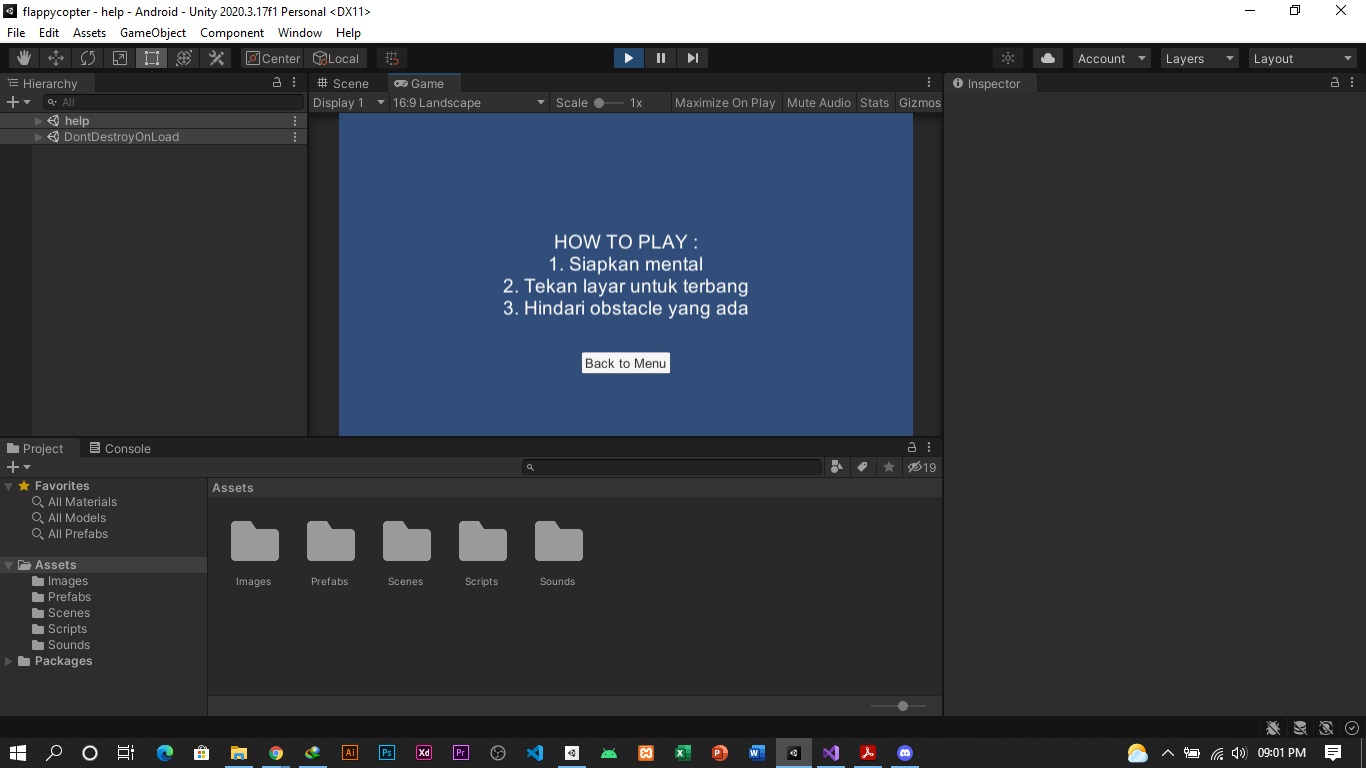 flappycopter - help - Android - Unity 2020.3.17f1 Personal <DX11>
File Edit Assets GameObject Component Window Help
Center Local Account Layers Layout
Hierarchy
All
help
DontDestroyOnLoad
Scene Game
Display 1 16:9 Landscape Scale 1x Maximize On Play Mute Audio Stats Gizmos
HOW TO PLAY :
1. Siapkan mental
2. Tekan layar untuk terbang
3. Hindari obstacle yang ada
Back to Menu
Inspector
Project Console
19
Favorites
All Materials
All Models
All Prefabs
Assets
Images
Prefabs
Scenes
Scripts
Sounds
Packages
Assets
Images Prefabs Scenes Scripts Sounds
Ai Ps Xd Pr
09:01 PM